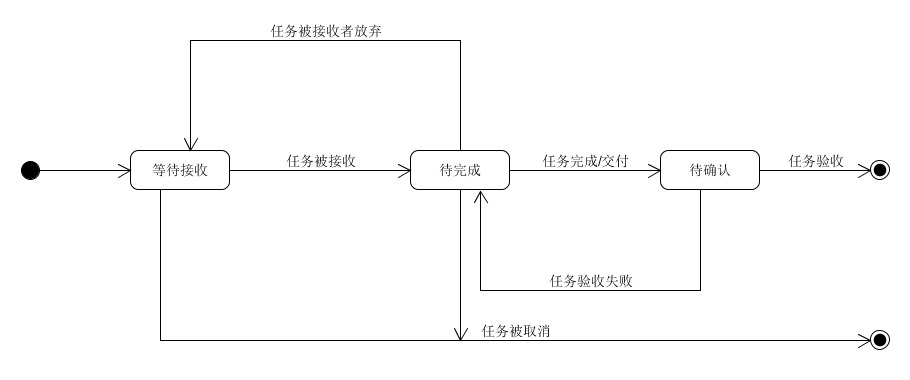 任务被接收者放弃
等待接收
任务被接收
待完成
任务完成/交付
待确认
任务验收
任务验收失败
任务被取消